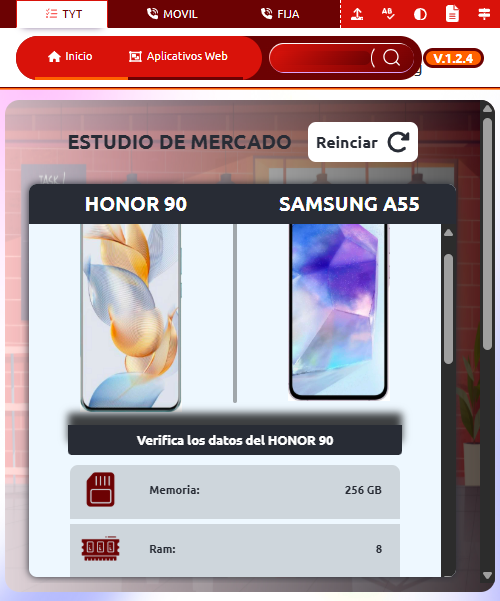 TYT MOVIL FIJA
Inicio Aplicativos Web V.1.2.4
ESTUDIO DE MERCADO Reinciar
HONOR 90 SAMSUNG A55
Verifica los datos del HONOR 90
Memoria: 256 GB
Ram: 8